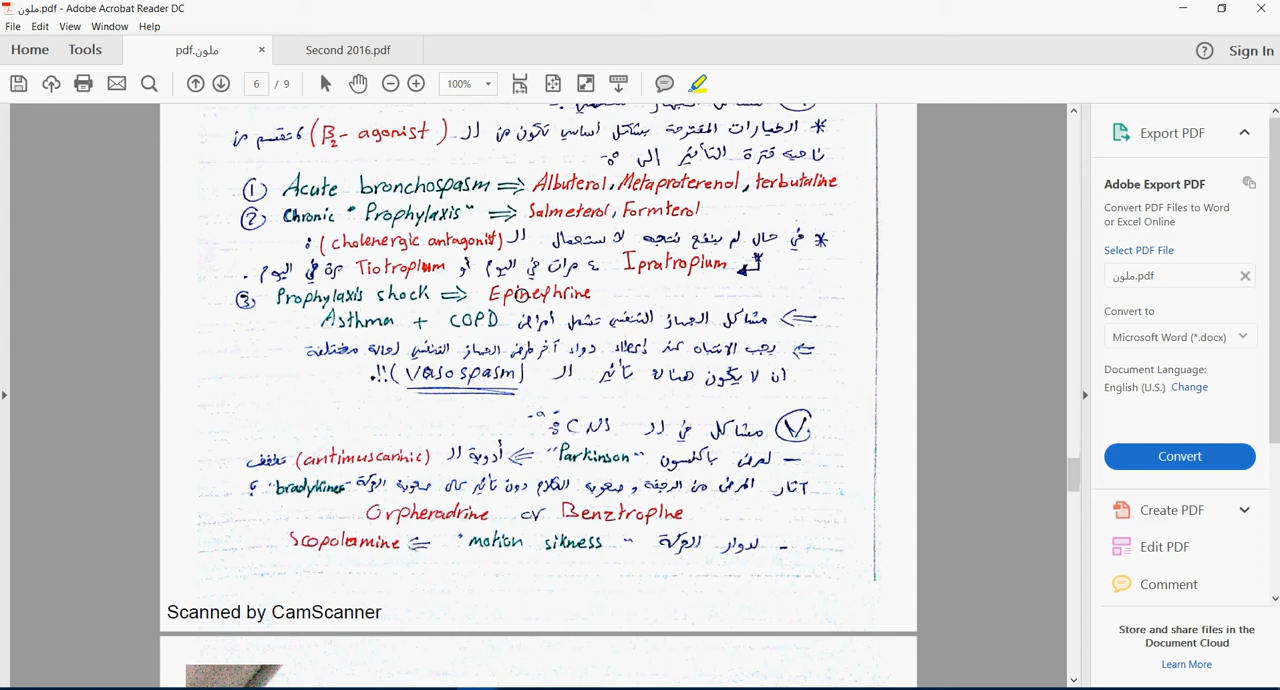 ملون.pdf - Adobe Acrobat Reader DC
File Edit View Window Help
Home Tools ملون.pdf × Second 2016.pdf ? Sign In
6 / 9 100%
* الخيارات المقترحة بشكل أساسي تكون من الـ (β2- agonist) و تقسم من
ناحية فترة التأثير إلى :-
① Acute bronchospasm ⇒ Albuterol, Metaproterenol, terbutaline
② Chronic "Prophylaxis" ⇒ Salmeterol, Formterol
* في حال لم ينفع نتجه لاستعمال الـ (cholenergic antagonist) :
Ipratropium ٤ مرات في اليوم أو Tiotroplum مرة في اليوم .
③ Prophylaxis shock ⇒ Epinephrine
⇐ مشاكل الجهاز التنفسي تشمل أمراض Asthma + COPD
⇐ يجب الانتباه عند إعطاء دواء آخر لمرض الجهاز التنفسي لحالة مختلفة
أن لا يكون هناك تأثير الـ (vasospasm)!!.
٧ مشاكل في الـ CNS :-
- لمرض باكنسون "Parkinson" ⇐ أدوية الـ (antimuscarinic) تخفف
آثار المرض من الرجفة و صعوبة الكلام دون تأثير على صعوبة الحركة
Orpheradrine or Benztropine
- لدوار الحركة "motion sikness" ⇐ Scopolamine
Scanned by CamScanner
Export PDF
Adobe Export PDF
Convert PDF Files to Word
or Excel Online
Select PDF File
ملون.pdf ×
Convert to
Microsoft Word (*.docx)
Document Language:
English (U.S.) Change
Convert
Create PDF
Edit PDF
Comment
Store and share files in the
Document Cloud
Learn More